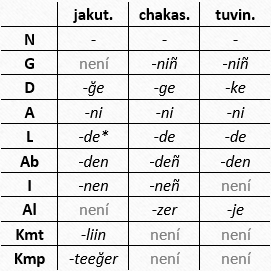 jakut. chakas. tuvin.
N - - -
G není -niñ -niñ
D -ğe -ge -ke
A -ni -ni -ni
L -de* -de -de
Ab -den -deñ -den
I -nen -neñ není
Al není -zer -je
Kmt -liin není není
Kmp -teeğer není není